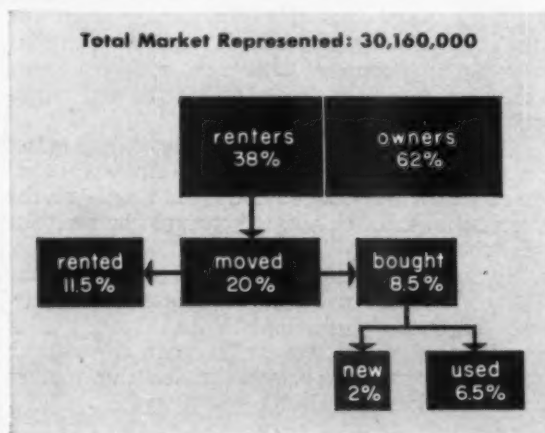 Total Market Represented: 30,160,000
renters
38%
owners
62%
rented
11.5%
moved
20%
bought
8.5%
new
2%
used
6.5%